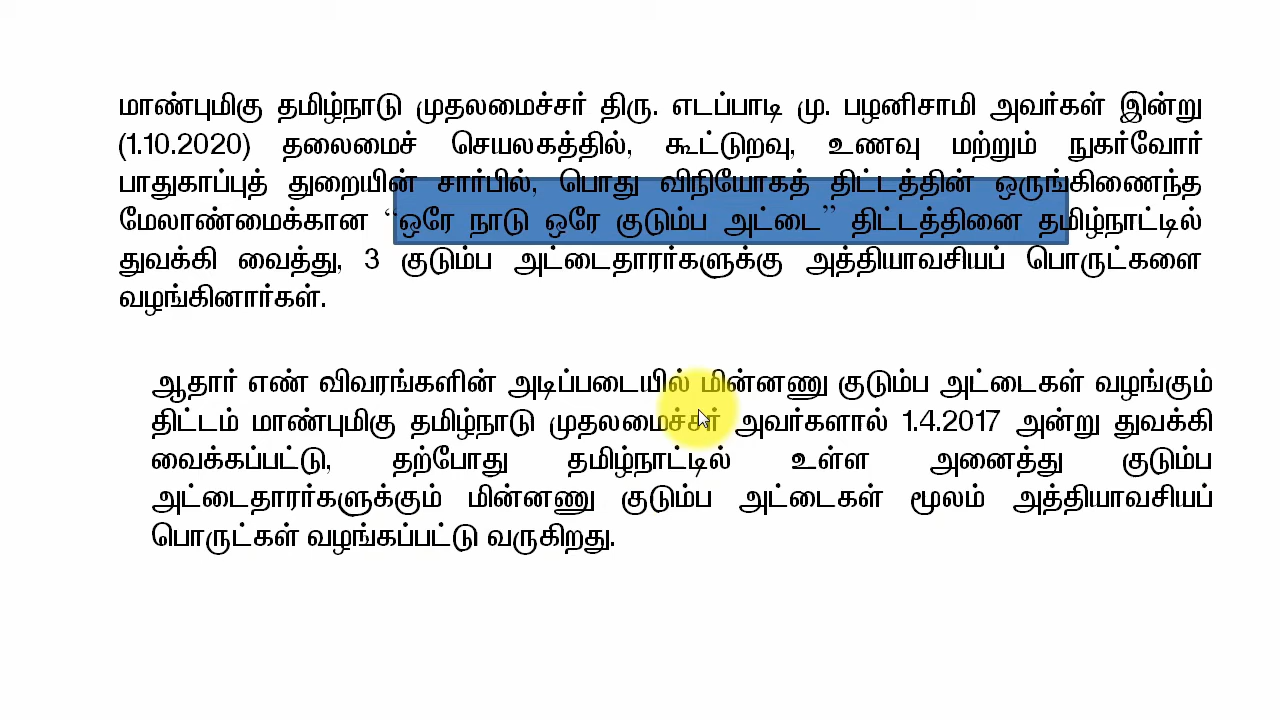 மாண்புமிகு தமிழ்நாடு முதலமைச்சர் திரு. எடப்பாடி மு. பழனிசாமி அவர்கள் இன்று
(1.10.2020) தலைமைச் செயலகத்தில், கூட்டுறவு, உணவு மற்றும் நுகர்வோர்
பாதுகாப்புத் துறையின் சார்பில், பொது விநியோகத் திட்டத்தின் ஒருங்கிணைந்த
மேலாண்மைக்கான “ஒரே நாடு ஒரே குடும்ப அட்டை” திட்டத்தினை தமிழ்நாட்டில்
துவக்கி வைத்து, 3 குடும்ப அட்டைதாரர்களுக்கு அத்தியாவசியப் பொருட்களை
வழங்கினார்கள்.
ஆதார் எண் விவரங்களின் அடிப்படையில் மின்னணு குடும்ப அட்டைகள் வழங்கும்
திட்டம் மாண்புமிகு தமிழ்நாடு முதலமைச்சர் அவர்களால் 1.4.2017 அன்று துவக்கி
வைக்கப்பட்டு, தற்போது தமிழ்நாட்டில் உள்ள அனைத்து குடும்ப
அட்டைதாரர்களுக்கும் மின்னணு குடும்ப அட்டைகள் மூலம் அத்தியாவசியப்
பொருட்கள் வழங்கப்பட்டு வருகிறது.